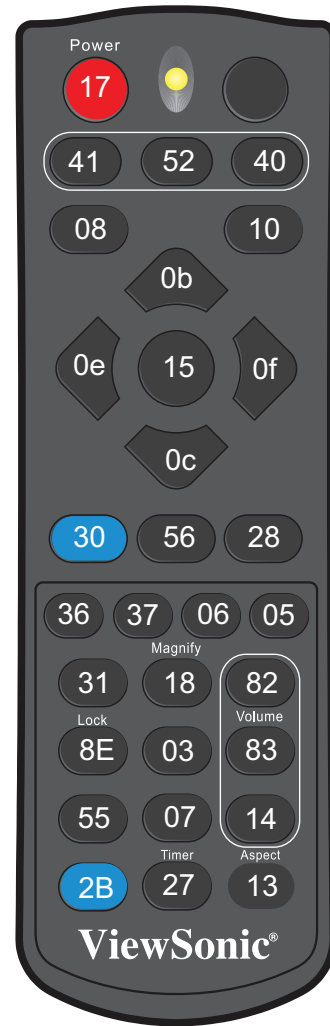 Power
17
41 52 40
08 10
0b
0e 15 0f
0c
30 56 28
36 37 06 05
Magnify
31 18 82
Lock Volume
8E 03 83
55 07 14
Timer Aspect
2B 27 13
ViewSonic®